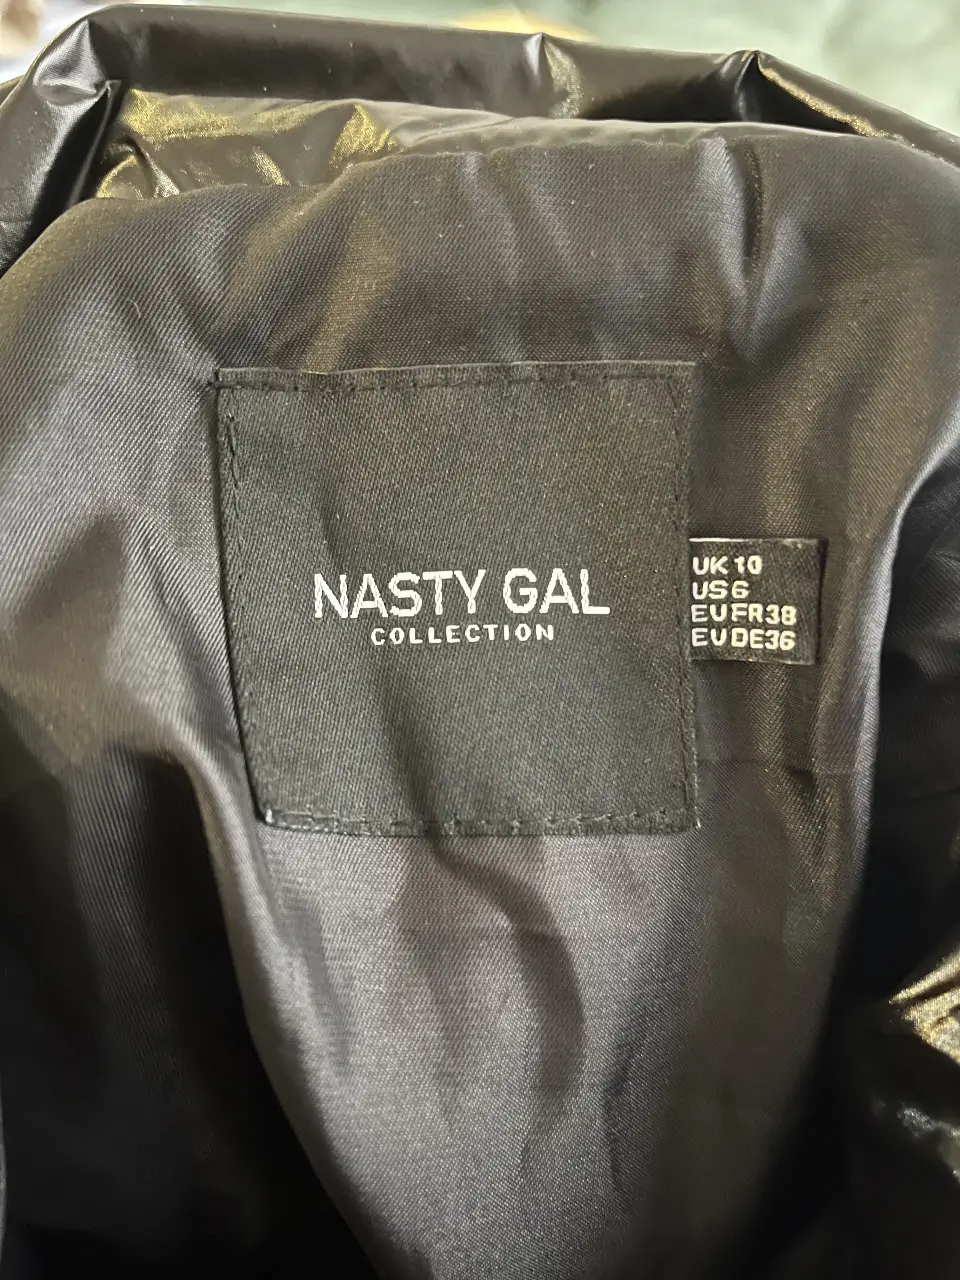 NASTY GAL
COLLECTION
UK 10
US 6
EU FR 38
EU DE 36